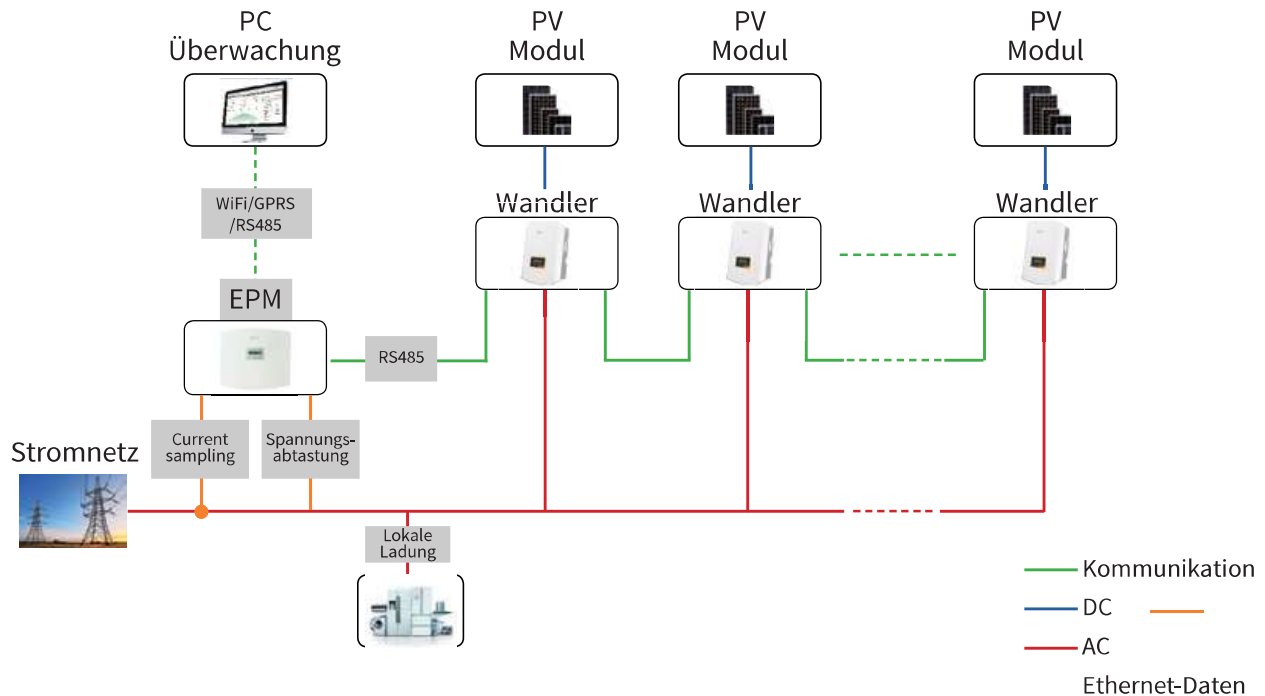 PC
Überwachung
PV
Modul
PV
Modul
PV
Modul
WiFi/GPRS
/RS485
Wandler
Wandler
Wandler
EPM
RS485
Current
sampling
Spannungs-
abtastung
Stromnetz
Lokale
Ladung
Kommunikation
DC
AC
Ethernet-Daten